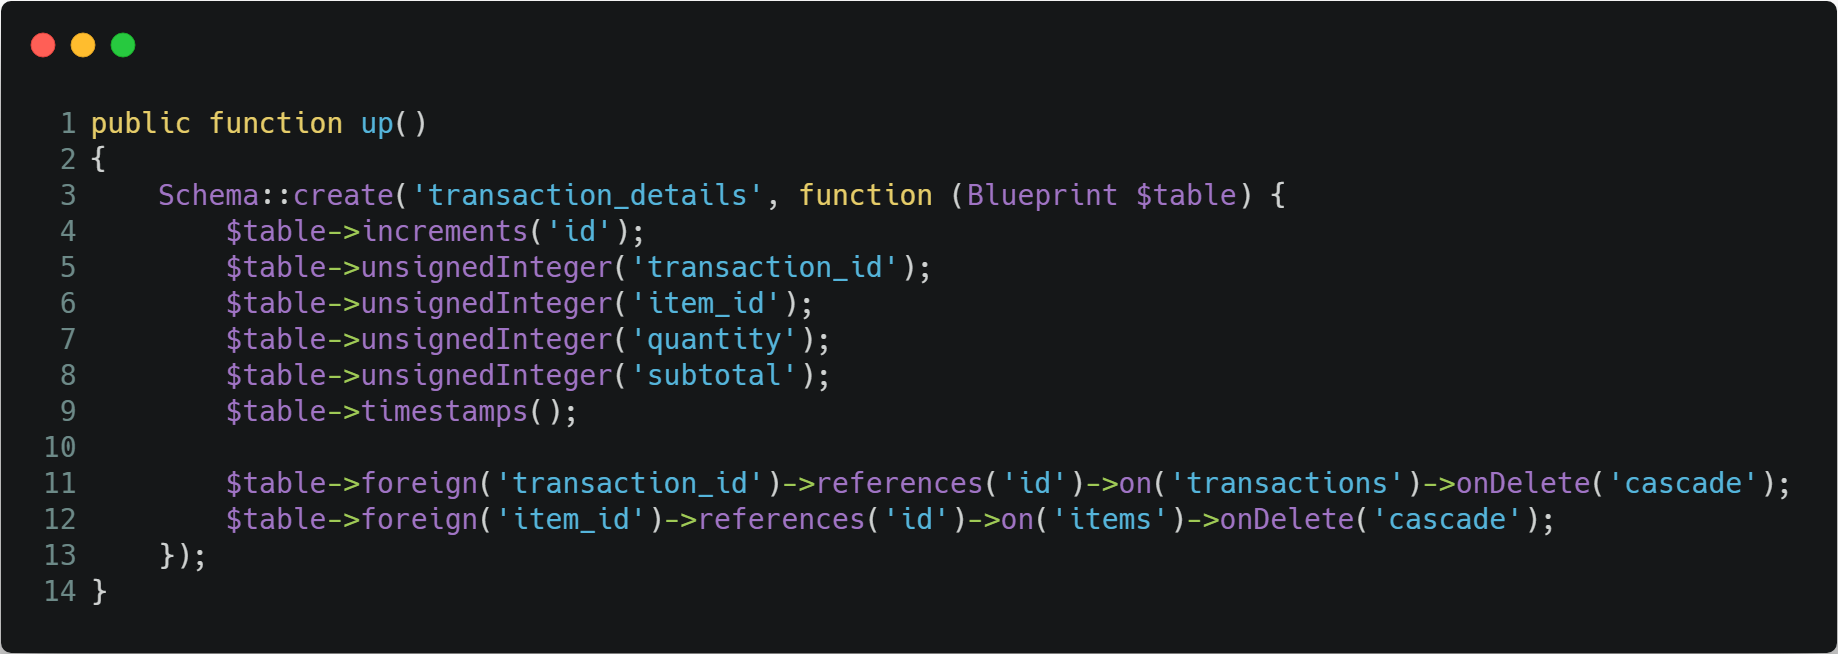 1 public function up()
2 {
3     Schema::create('transaction_details', function (Blueprint $table) {
4         $table->increments('id');
5         $table->unsignedInteger('transaction_id');
6         $table->unsignedInteger('item_id');
7         $table->unsignedInteger('quantity');
8         $table->unsignedInteger('subtotal');
9         $table->timestamps();
10
11         $table->foreign('transaction_id')->references('id')->on('transactions')->onDelete('cascade');
12         $table->foreign('item_id')->references('id')->on('items')->onDelete('cascade');
13     });
14 }